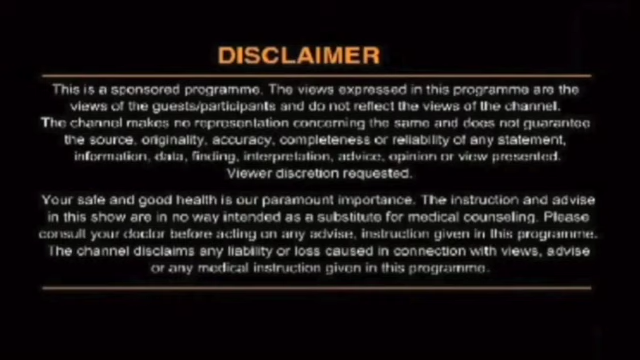 DISCLAIMER
This is a sponsored programme. The views expressed in this programme are the
views of the guests/participants and do not reflect the views of the channel.
The channel makes no representation concerning the same and does not guarantee
the source, originality, accuracy, completeness or reliability of any statement,
information, data, finding, interpretation, advice, opinion or view presented.
Viewer discretion requested.
Your safe and good health is our paramount importance. The instruction and advise
in this show are in no way intended as a substitute for medical counseling. Please
consult your doctor before acting on any advise, instruction given in this programme.
The channel disclaims any liability or loss caused in connection with views, advise
or any medical instruction given in this programme.